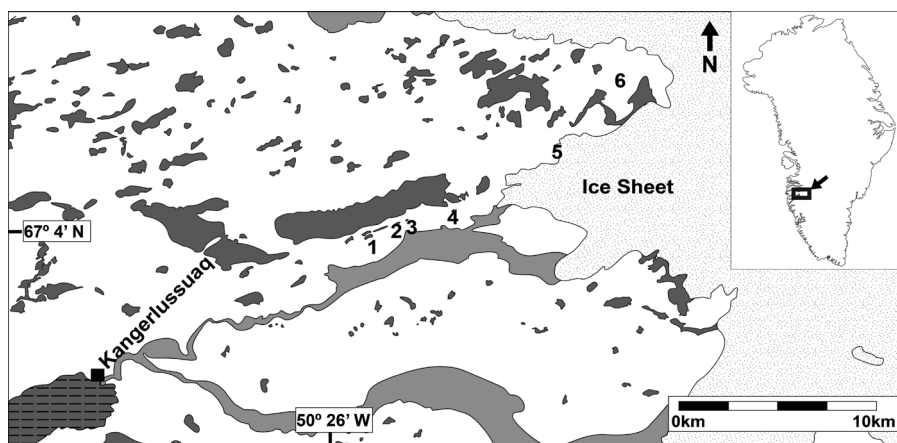 N
6
5
Ice Sheet
4
67º 4’ N
3
2
1
Kangerlussuaq
50º 26’ W
0km 10km